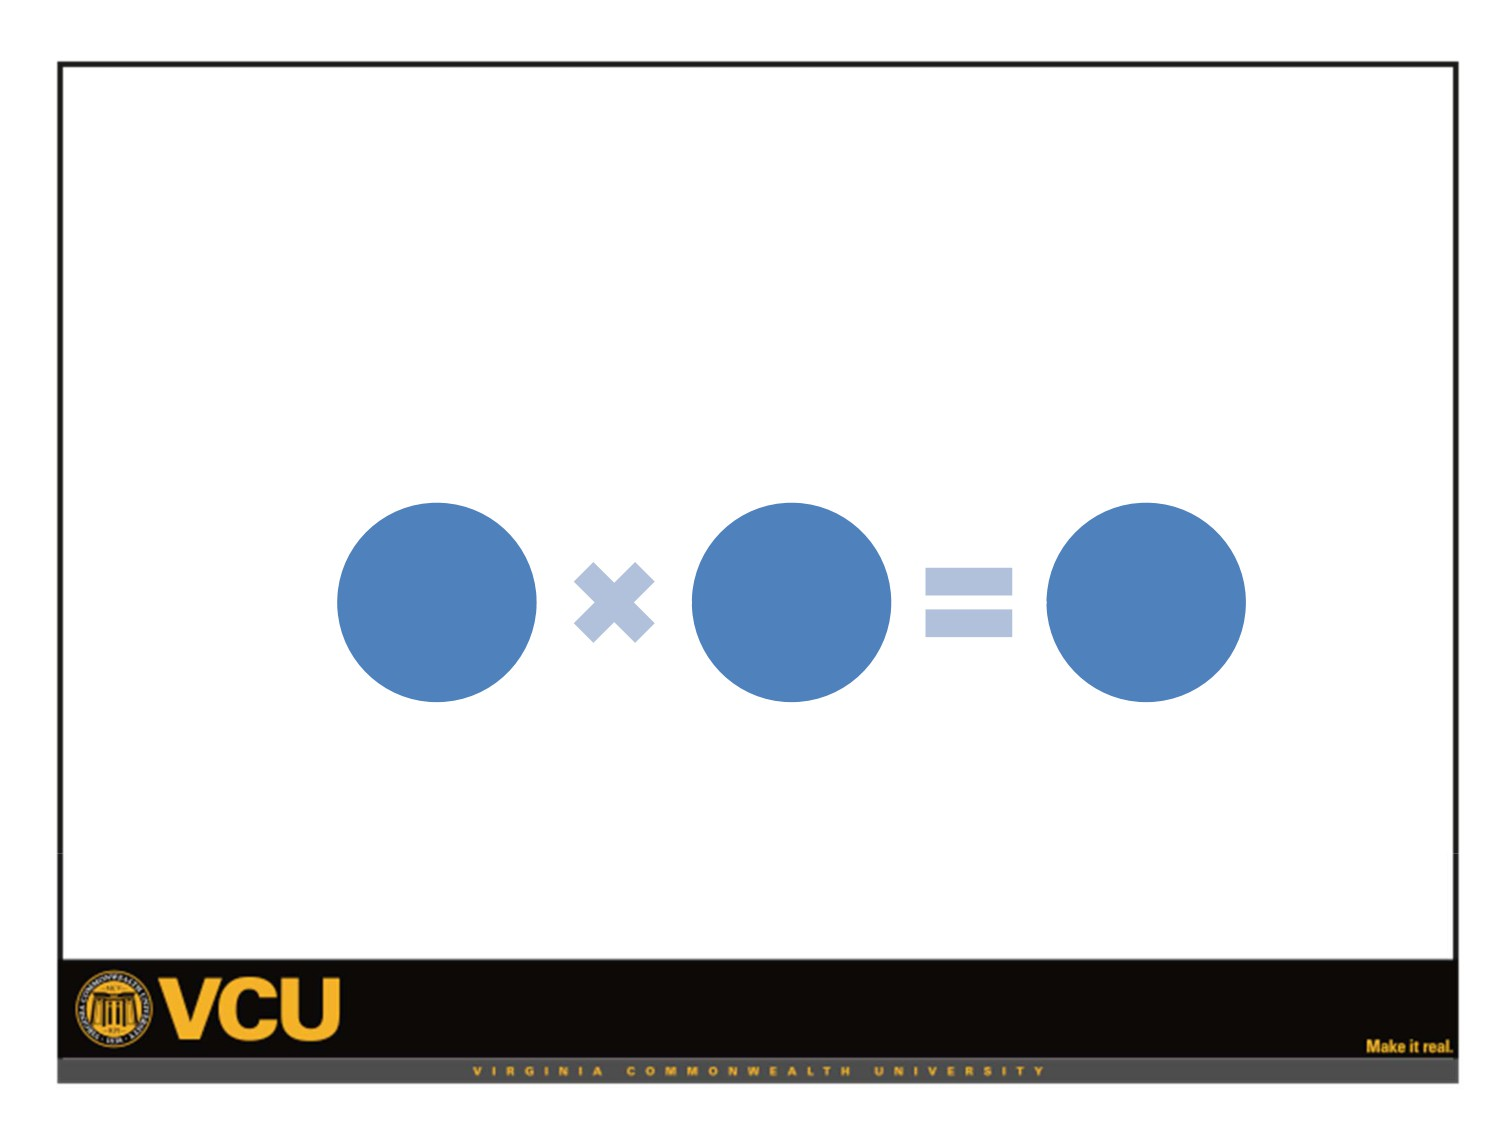 VCU
Make it real.
VIRGINIA COMMONWEALTH UNIVERSITY